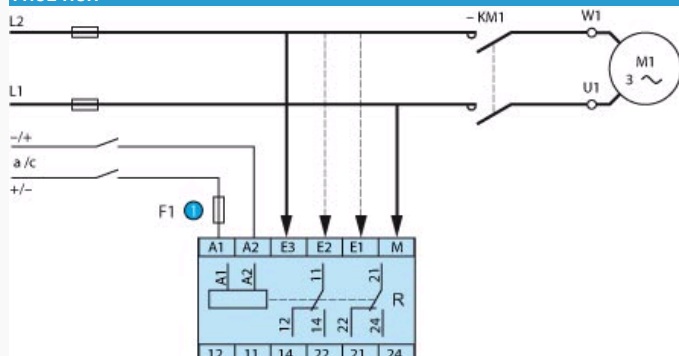 L2
– KM1
W1
M1
3
L1
U1
–/+
a /c
+/–
F1 1
A1 A2 E3 E2 E1 M
A1 A2 11 21
R
12 14 22 24
12 11 14 22 21 24